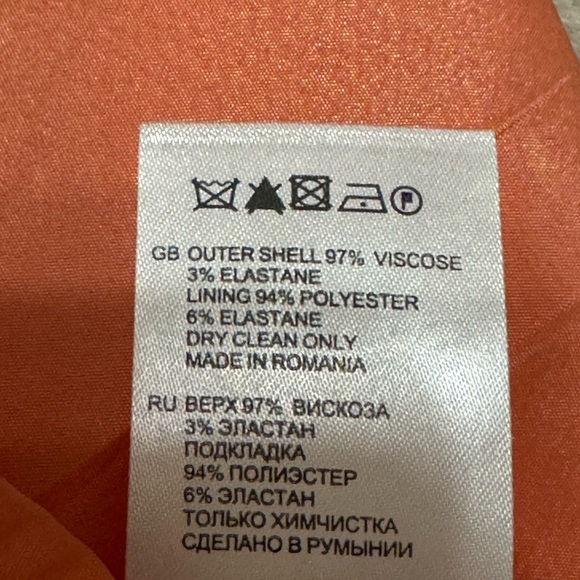 P
GB OUTER SHELL 97% VISCOSE
3% ELASTANE
LINING 94% POLYESTER
6% ELASTANE
DRY CLEAN ONLY
MADE IN ROMANIA
RU ВЕРХ 97% ВИСКОЗА
3% ЭЛАСТАН
ПОДКЛАДКА
94% ПОЛИЭСТЕР
6% ЭЛАСТАН
ТОЛЬКО ХИМЧИСТКА
СДЕЛАНО В РУМЫНИИ